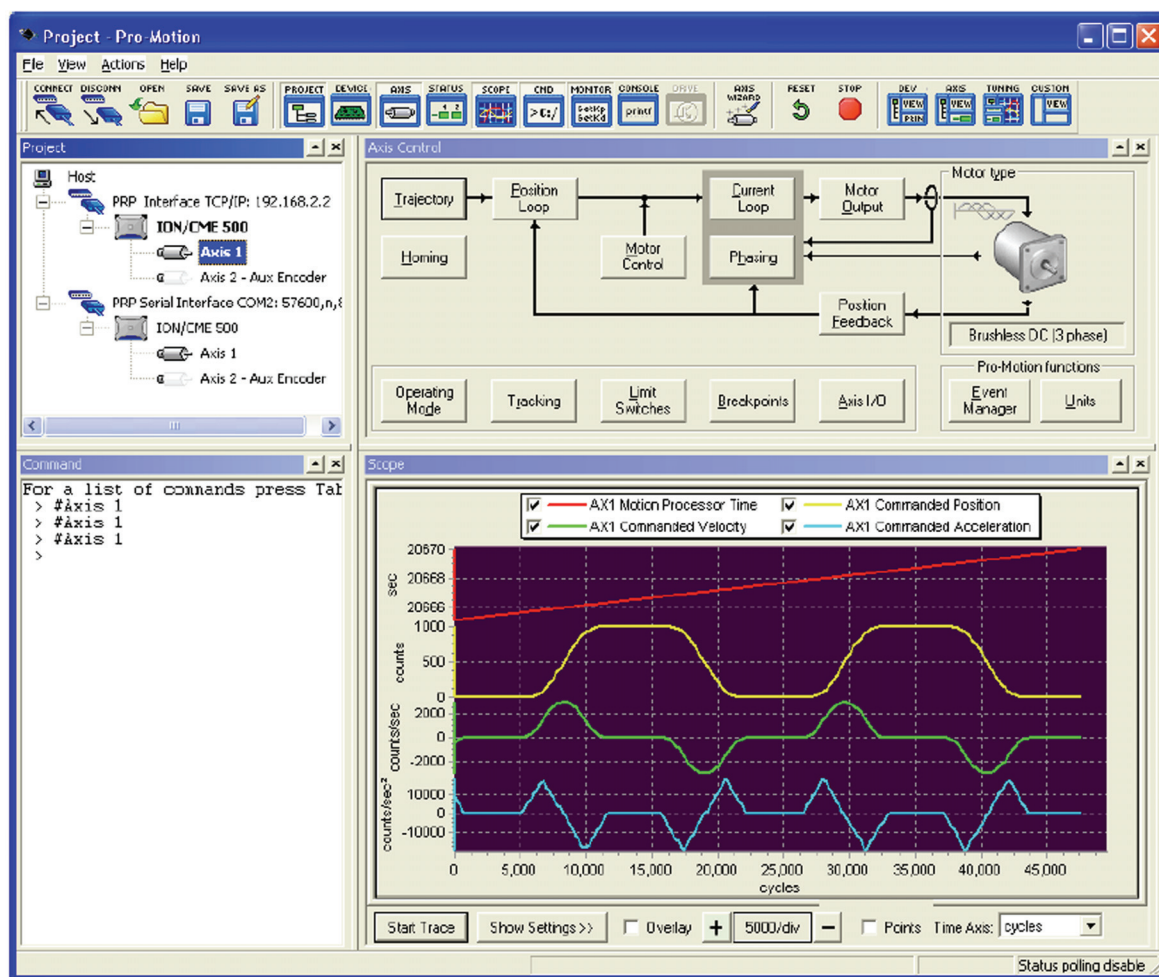 Project - Pro-Motion
File View Actions Help
CONNECT DISCONN OPEN SAVE SAVE AS PROJECT DEVICE AXIS STATUS SCOPE CMD MONITOR CONSOLE DRIVE AXIS WIZARD RESET STOP DEV AXIS TUNING CUSTOM
1 2
>C:/
SetKp
SetKd
printf
VIEW
PRIN
VIEW
VIEW
Project
Host
PRP Interface TCP/IP: 192.168.2.2
ION/CME 500
Axis 1
Axis 2 - Aux Encoder
PRP Serial Interface COM2: 57600,n,8
ION/CME 500
Axis 1
Axis 2 - Aux Encoder
Axis Control
Trajectory
Position Loop
Current Loop
Motor Output
Motor type
Homing
Motor Control
Phasing
Position Feedback
Brushless DC (3 phase)
Operating Mode
Tracking
Limit Switches
Breakpoints
Axis I/O
Pro-Motion functions
Event Manager
Units
Command
For a list of commands press Tab
> #Axis 1
> #Axis 1
> #Axis 1
>
Scope
AX1 Motion Processor Time
AX1 Commanded Position
AX1 Commanded Velocity
AX1 Commanded Acceleration
sec
20670
20668
20666
counts
1000
500
0
counts/sec
2000
0
-2000
counts/sec²
10000
0
-10000
0 5,000 10,000 15,000 20,000 25,000 30,000 35,000 40,000 45,000
cycles
Start Trace
Show Settings >>
Overlay
+
5000/div
-
Points
Time Axis: cycles
Status polling disable